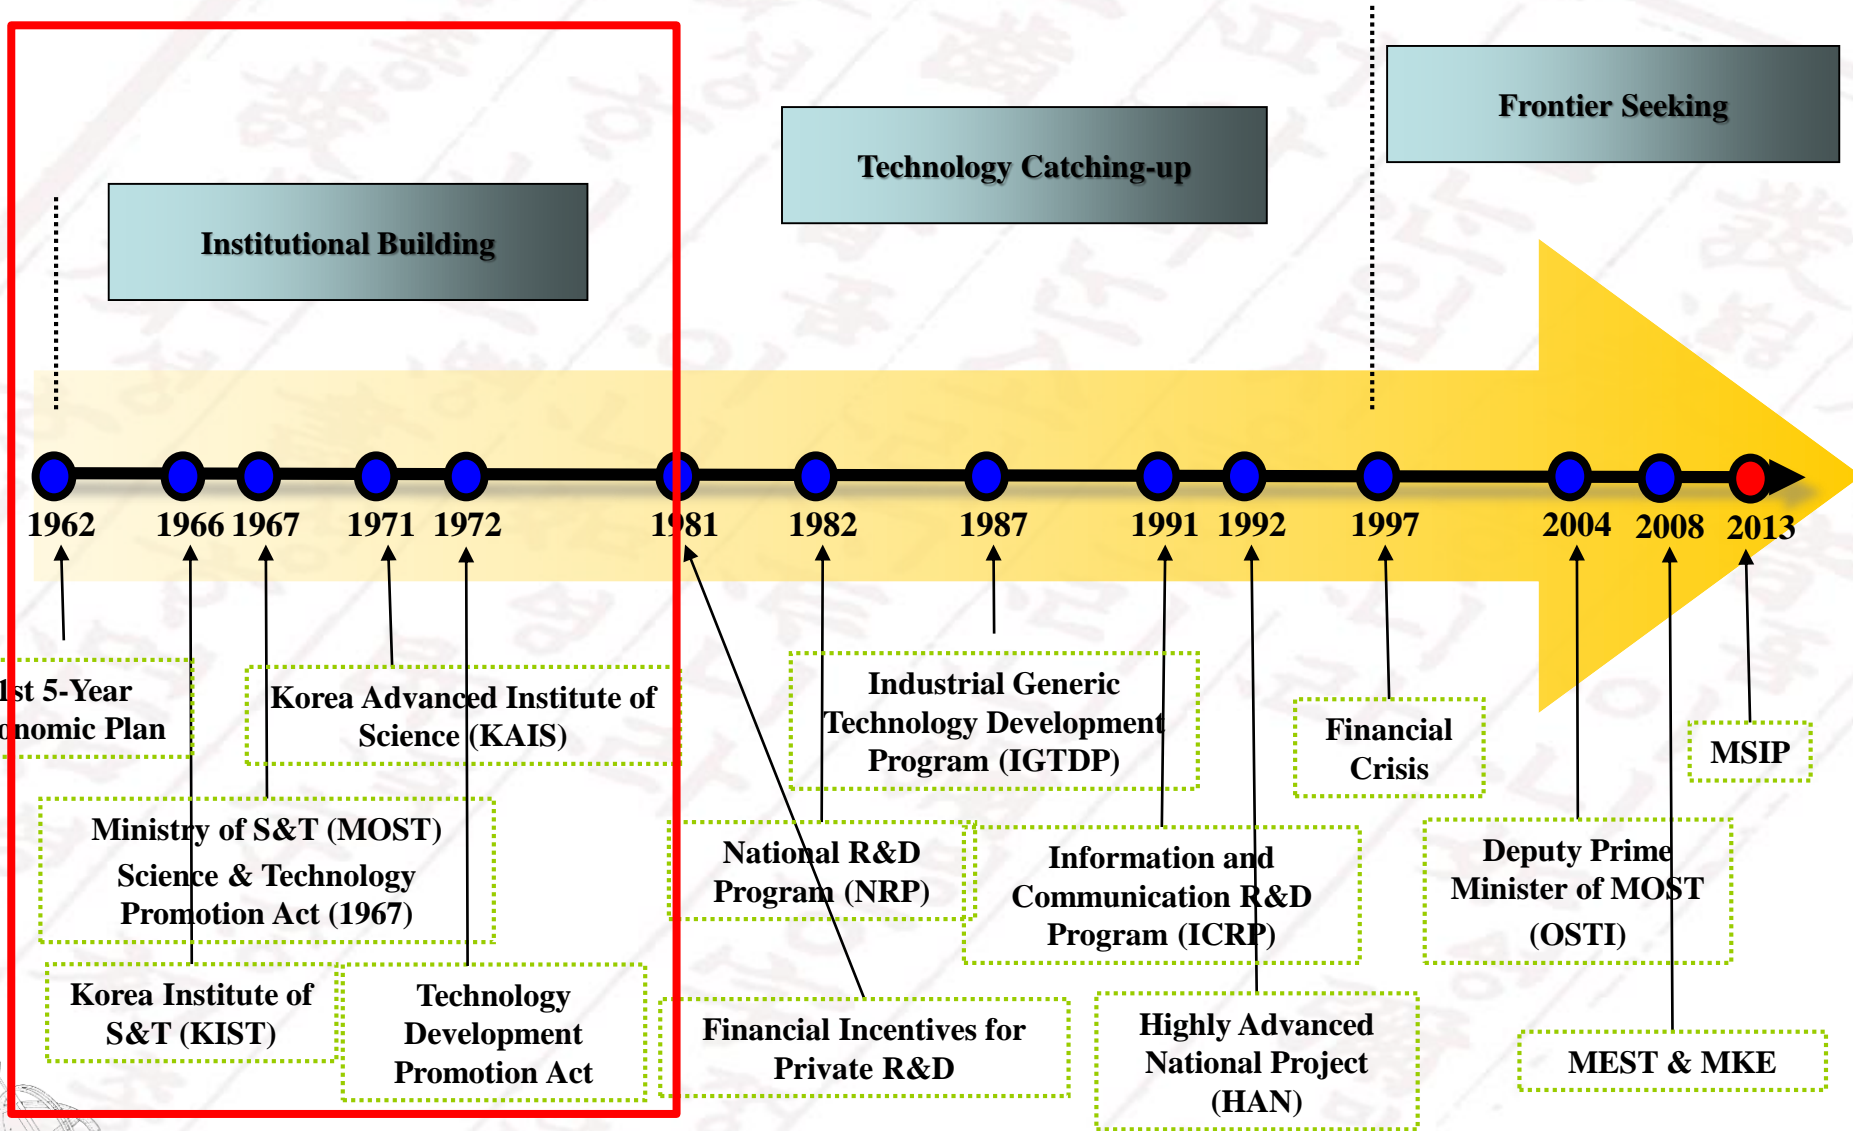 Frontier Seeking
Technology Catching-up
Institutional Building
1962
1966
1967
1971
1972
1981
1982
1987
1991
1992
1997
2004
2008
2013
1st 5-Year
onomic Plan
Korea Advanced Institute of
Science (KAIS)
Industrial Generic
Technology Development
Program (IGTDP)
Financial
Crisis
MSIP
Ministry of S&T (MOST)
Science & Technology
Promotion Act (1967)
National R&D
Program (NRP)
Information and
Communication R&D
Program (ICRP)
Deputy Prime
Minister of MOST
(OSTI)
Korea Institute of
S&T (KIST)
Technology
Development
Promotion Act
Financial Incentives for
Private R&D
Highly Advanced
National Project
(HAN)
MEST & MKE